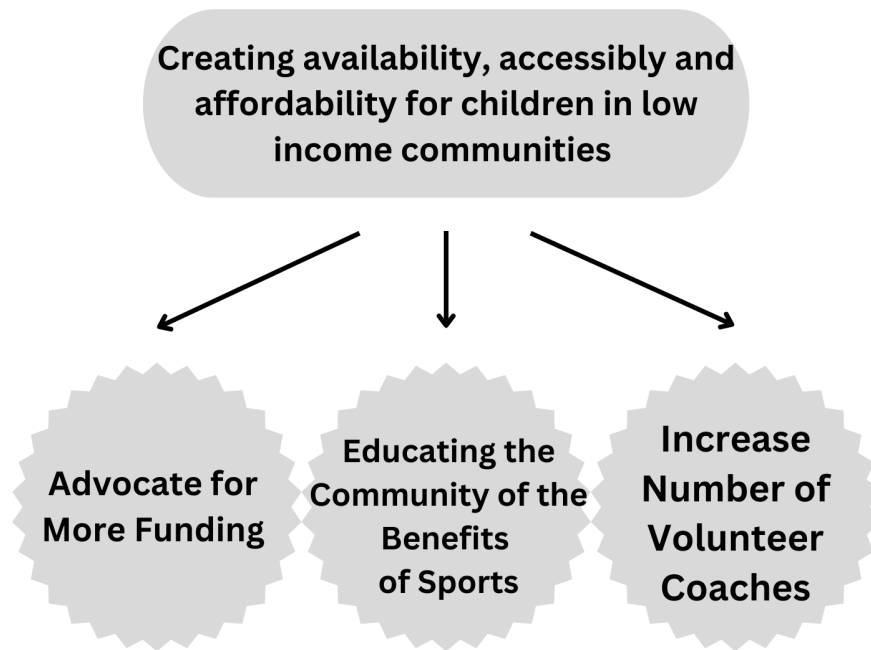 Creating availability, accessibly and
affordability for children in low
income communities
Advocate for
More Funding
Educating the
Community of the
Benefits
of Sports
Increase
Number of
Volunteer
Coaches